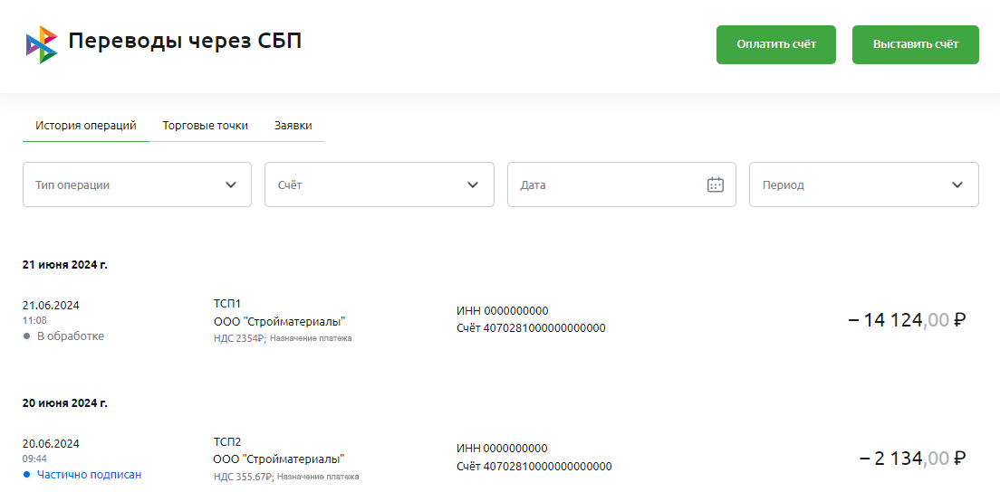 Переводы через СБП
Оплатить счёт
Выставить счёт
История операций
Торговые точки
Заявки
Тип операции
Счёт
Дата
Период
21 июня 2024 г.
21.06.2024
11:08
В обработке
ТСП1
ООО "Стройматериалы"
НДС 2354₽; Назначение платежа
ИНН 0000000000
Счёт 4070281000000000000
– 14 124,00 ₽
20 июня 2024 г.
20.06.2024
09:44
Частично подписан
ТСП2
ООО "Стройматериалы"
НДС 355.67₽; Назначение платежа
ИНН 0000000000
Счёт 40702810000000000000
– 2 134,00 ₽